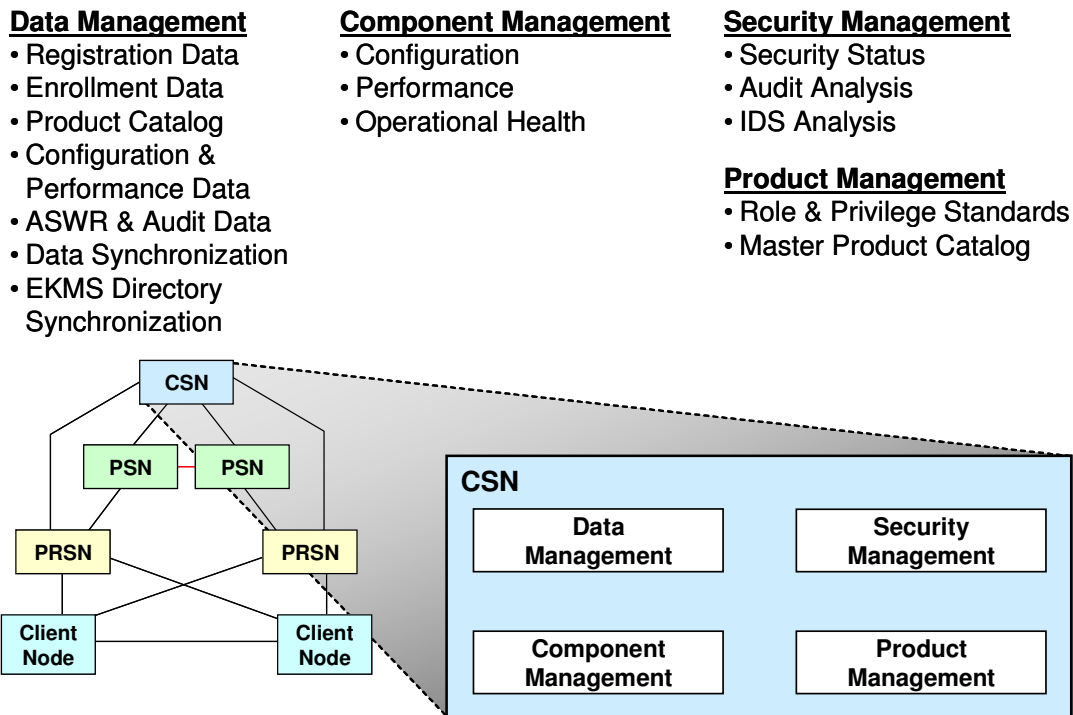 Data Management
• Registration Data
• Enrollment Data
• Product Catalog
• Configuration &
Performance Data
• ASWR & Audit Data
• Data Synchronization
• EKMS Directory
Synchronization
Component Management
• Configuration
• Performance
• Operational Health
Security Management
• Security Status
• Audit Analysis
• IDS Analysis
Product Management
• Role & Privilege Standards
• Master Product Catalog
CSN
PSN
PSN
PRSN
PRSN
Client
Node
Client
Node
CSN
Data
Management
Security
Management
Component
Management
Product
Management